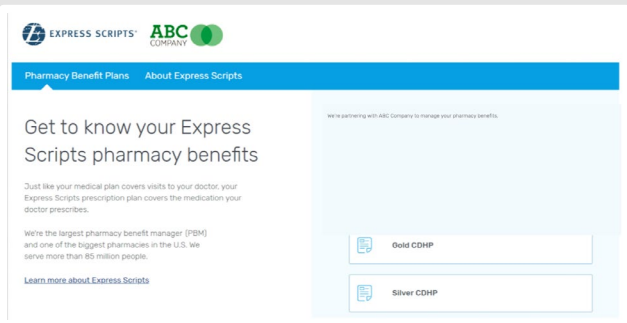 EXPRESS SCRIPTS®
ABC
COMPANY
Pharmacy Benefit Plans About Express Scripts
Get to know your Express
Scripts pharmacy benefits
Just like your medical plan covers visits to your doctor, your
Express Scripts prescription plan covers the medication your
doctor prescribes.
We're the largest pharmacy benefit manager (PBM)
and one of the biggest pharmacies in the U.S. We
serve more than 85 million people.
Learn more about Express Scripts
We're partnering with ABC Company to manage your pharmacy benefits.
Gold CDHP
Silver CDHP